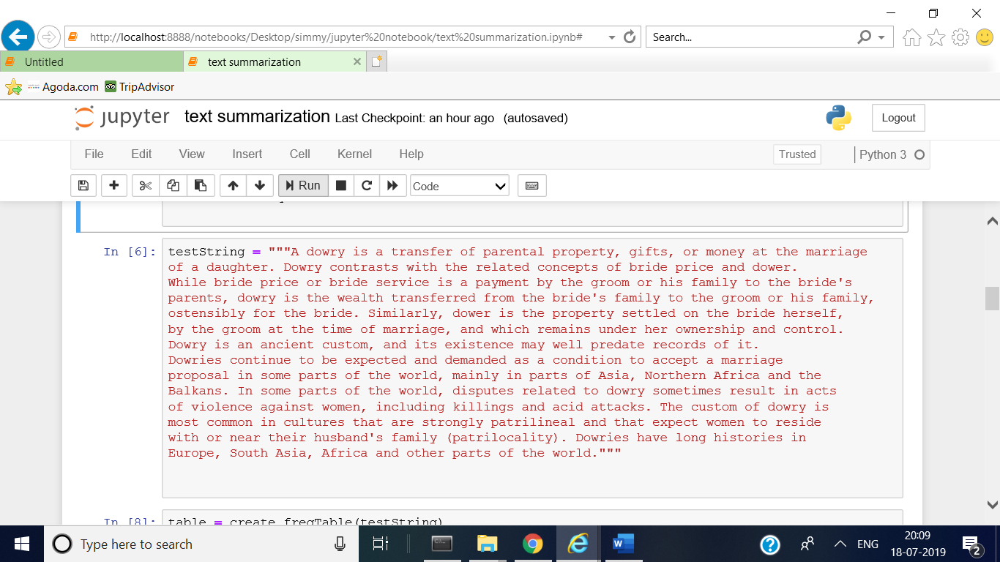 http://localhost:8888/notebooks/Desktop/simmy/jupyter%20notebook/text%20summarization.ipynb#
Search...
Untitled
text summarization
Agoda.com
TripAdvisor
jupyter text summarization Last Checkpoint: an hour ago (autosaved)
Logout
File Edit View Insert Cell Kernel Help
Trusted
Python 3
Run
Code
In [6]: testString = """A dowry is a transfer of parental property, gifts, or money at the marriage
of a daughter. Dowry contrasts with the related concepts of bride price and dower.
While bride price or bride service is a payment by the groom or his family to the bride's
parents, dowry is the wealth transferred from the bride's family to the groom or his family,
ostensibly for the bride. Similarly, dower is the property settled on the bride herself,
by the groom at the time of marriage, and which remains under her ownership and control.
Dowry is an ancient custom, and its existence may well predate records of it.
Dowries continue to be expected and demanded as a condition to accept a marriage
proposal in some parts of the world, mainly in parts of Asia, Northern Africa and the
Balkans. In some parts of the world, disputes related to dowry sometimes result in acts
of violence against women, including killings and acid attacks. The custom of dowry is
most common in cultures that are strongly patrilineal and that expect women to reside
with or near their husband's family (patrilocality). Dowries have long histories in
Europe, South Asia, Africa and other parts of the world."""
In [8]: table = create_freqTable(testString)
Type here to search
ENG
20:09
18-07-2019
2